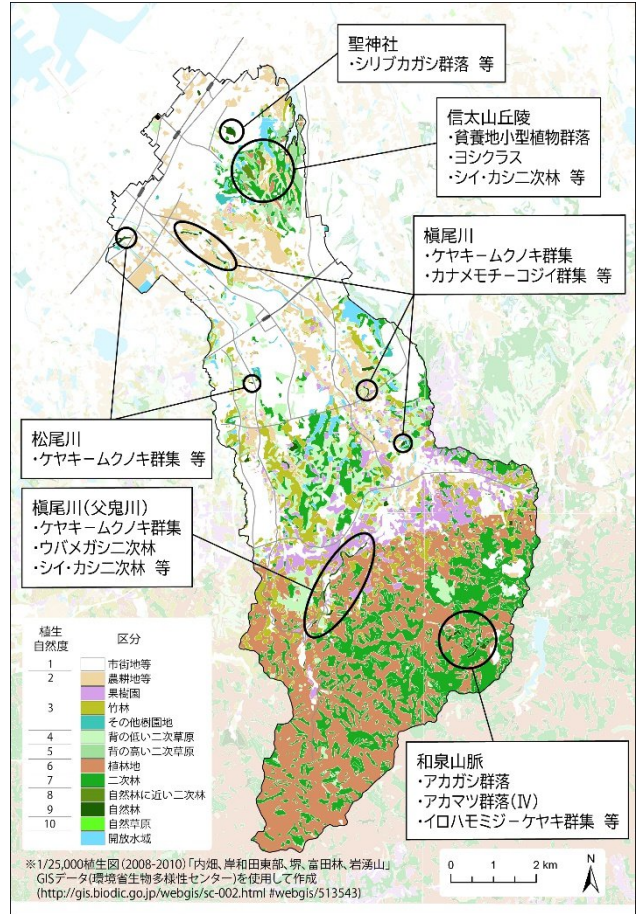 聖神社
・シリブカガシ群落 等
信太山丘陵
・貧養地小型植物群落
・ヨシクラス
・シイ・カシ二次林 等
槇尾川
・ケヤキームクノキ群集
・カナメモチーコジイ群集 等
松尾川
・ケヤキームクノキ群集 等
槇尾川(父鬼川)
・ケヤキームクノキ群集
・ウバメガシ二次林
・シイ・カシ二次林 等
和泉山脈
・アカガシ群落
・アカマツ群落(Ⅳ)
・イロハモミジーケヤキ群集 等
植生自然度 区分
1 市街地等
2 農耕地等
果樹園
3 竹林
その他樹園地
4 背の低い二次草原
5 背の高い二次草原
6 植林地
7 二次林
8 自然林に近い二次林
9 自然林
10 自然草原
開放水域
0 1 2 km
N
※1/25,000植生図(2008-2010)「内畑、岸和田東部、堺、富田林、岩湧山」
GISデータ(環境省生物多様性センター)を使用して作成
(http://gis.biodic.go.jp/webgis/sc-002.html #webgis/513543)